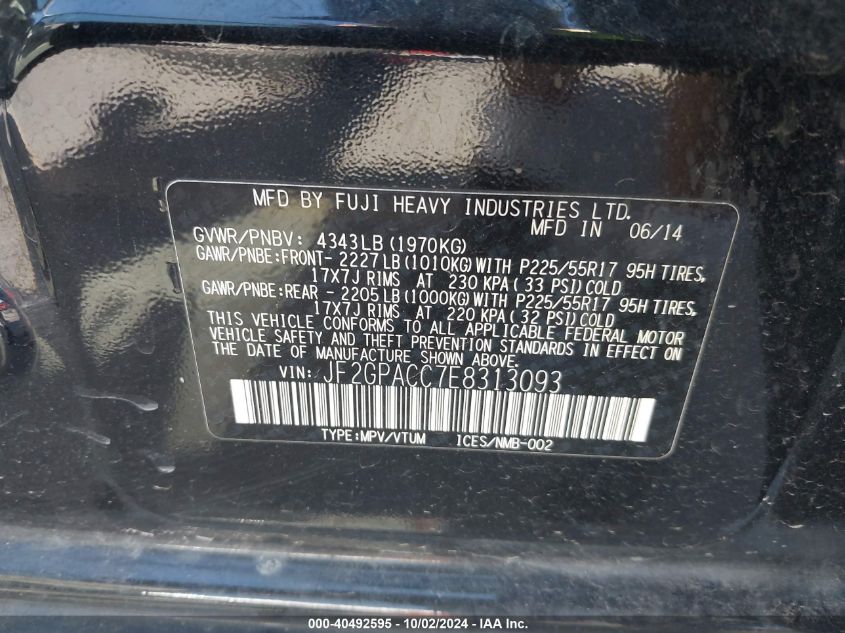 MFD BY FUJI HEAVY INDUSTRIES LTD.
MFD IN 06/14
GVWR/PNBV: 4343LB(1970KG)
GAWR/PNBE:FRONT- 2227LB(1010KG)WITH P225/55R17 95H TIRES,
17X7J RIMS AT 230 KPA(33 PSI)COLD
GAWR/PNBE:REAR - 2205LB(1000KG)WITH P225/55R17 95H TIRES,
17X7J RIMS AT 220 KPA(32 PSI)COLD
THIS VEHICLE CONFORMS TO ALL APPLICABLE FEDERAL MOTOR
VEHICLE SAFETY AND THEFT PREVENTION STANDARDS IN EFFECT ON
THE DATE OF MANUFACTURE SHOWN ABOVE.
VIN: JF2GPACC7E8313093
TYPE:MPV/VTUM ICES/NMB-002
000-40492595 - 10/02/2024 - iaai.com